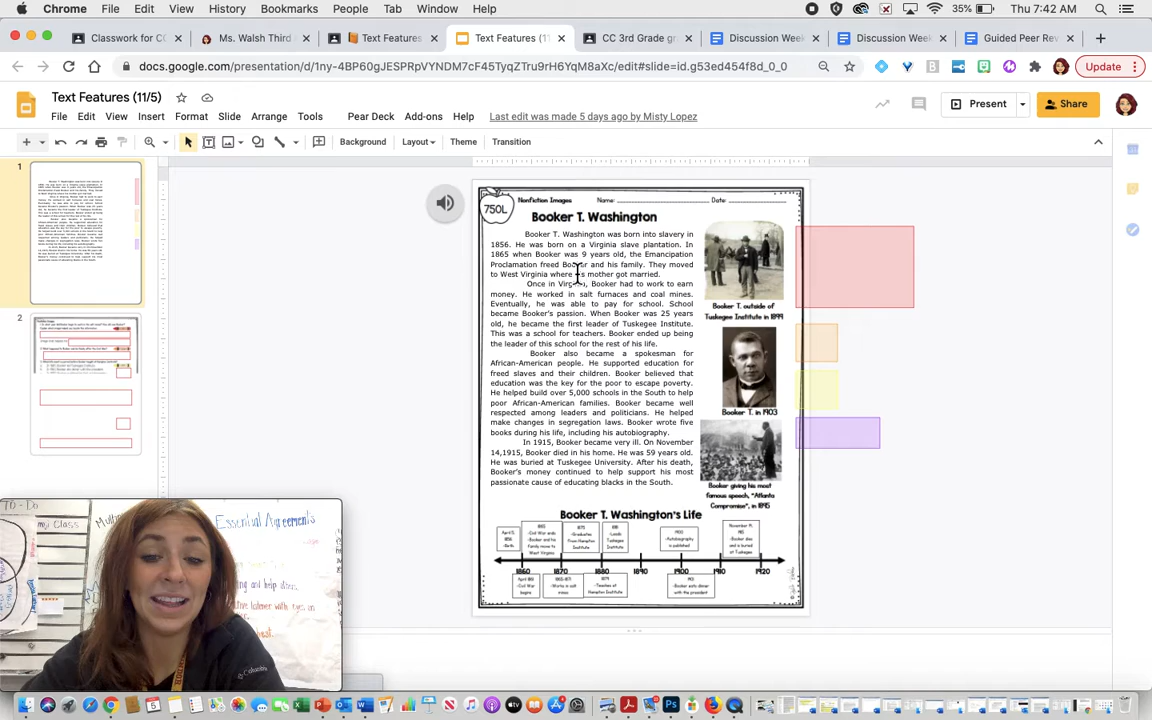 Chrome File Edit View History Bookmarks People Tab Window Help 35% Thu 7:42 AM
Classwork for CC Ms. Walsh Third Text Features Text Features (11 CC 3rd Grade gr Discussion Week Discussion Week Guided Peer Rev
docs.google.com/presentation/d/1ny-4BP60gJESPRpVYNDM7cF45TyqZTru9rH6YqM8aXc/edit#slide=id.g53ed454f8d_0_0 Update
Text Features (11/5)
File Edit View Insert Format Slide Arrange Tools Pear Deck Add-ons Help Last edit was made 5 days ago by Misty Lopez Present Share
Background Layout Theme Transition
1
2
Nonfiction Images Name: Date:
750L
Booker T. Washington
Booker T. Washington was born into slavery in
1856. He was born on a Virginia slave plantation. In
1865 when Booker was 9 years old, the Emancipation
Proclamation freed Booker and his family. They moved
to West Virginia where is mother got married.
Once in Virginia, Booker had to work to earn
money. He worked in salt furnaces and coal mines.
Eventually, he was able to pay for school. School
became Booker's passion. When Booker was 25 years
old, he became the first leader of Tuskegee Institute.
This was a school for teachers. Booker ended up being
the leader of this school for the rest of his life.
Booker also became a spokesman for
African-American people. He supported education for
freed slaves and their children. Booker believed that
education was the key for the poor to escape poverty.
He helped build over 5,000 schools in the South to help
poor African-American families. Booker became well
respected among leaders and politicians. He helped
make changes in segregation laws. Booker wrote five
books during his life, including his autobiography.
In 1915, Booker became very ill. On November
14,1915, Booker died in his home. He was 59 years old.
He was buried at Tuskegee University. After his death,
Booker's money continued to help support his most
passionate cause of educating blacks in the South.
Booker T. outside of
Tuskegee Institute in 1899
Booker T. in 1903
Booker giving his most
famous speech, "Atlanta
Compromise", in 1895
Booker T. Washington's Life
1860 1870 1880 1890 1900 1910 1920
TO-DO
Essential Agreements
Columbia